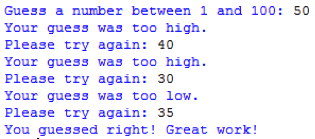 Guess a number between 1 and 100: 50
Your guess was too high.
Please try again: 40
Your guess was too high.
Please try again: 30
Your guess was too low.
Please try again: 35
You guessed right! Great work!